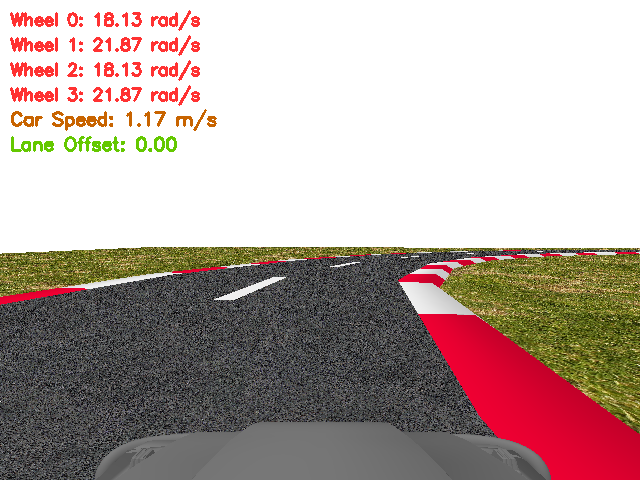 Wheel 0: 18.13 rad/s
Wheel 1: 21.87 rad/s
Wheel 2: 18.13 rad/s
Wheel 3: 21.87 rad/s
Car Speed: 1.17 m/s
Lane Offset: 0.00